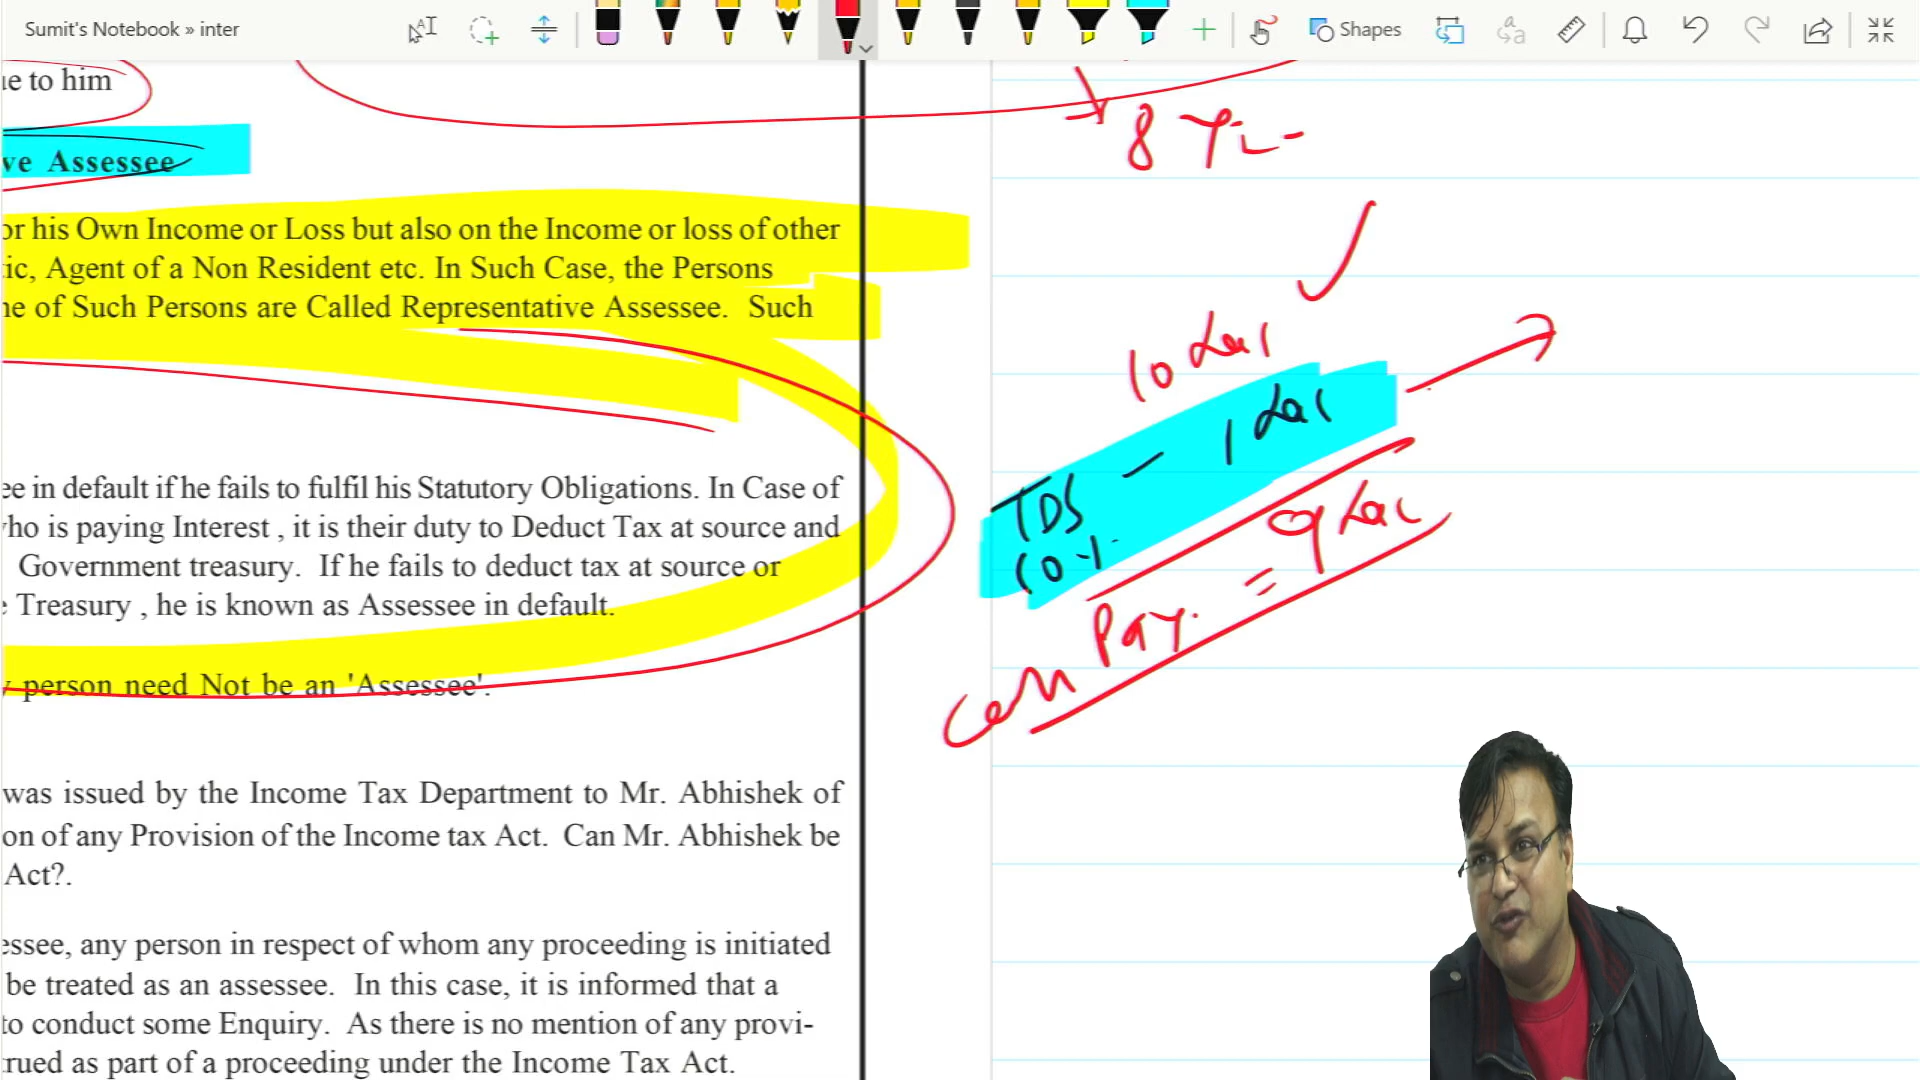 Sumit's Notebook » inter
Shapes
ue to him
ve Assessee
or his Own Income or Loss but also on the Income or loss of other
tic, Agent of a Non Resident etc. In Such Case, the Persons
ne of Such Persons are Called Representative Assessee. Such
ee in default if he fails to fulfil his Statutory Obligations. In Case of
who is paying Interest , it is their duty to Deduct Tax at source and
Government treasury. If he fails to deduct tax at source or
e Treasury , he is known as Assessee in default.
y person need Not be an 'Assessee'.
was issued by the Income Tax Department to Mr. Abhishek of
on of any Provision of the Income tax Act. Can Mr. Abhishek be
Act?.
essee, any person in respect of whom any proceeding is initiated
be treated as an assessee. In this case, it is informed that a
to conduct some Enquiry. As there is no mention of any provi-
rued as part of a proceeding under the Income Tax Act.
8 Yr-
10 Lac
TDS - 1 Lac
10%
Cash Pay. = 9 Lac